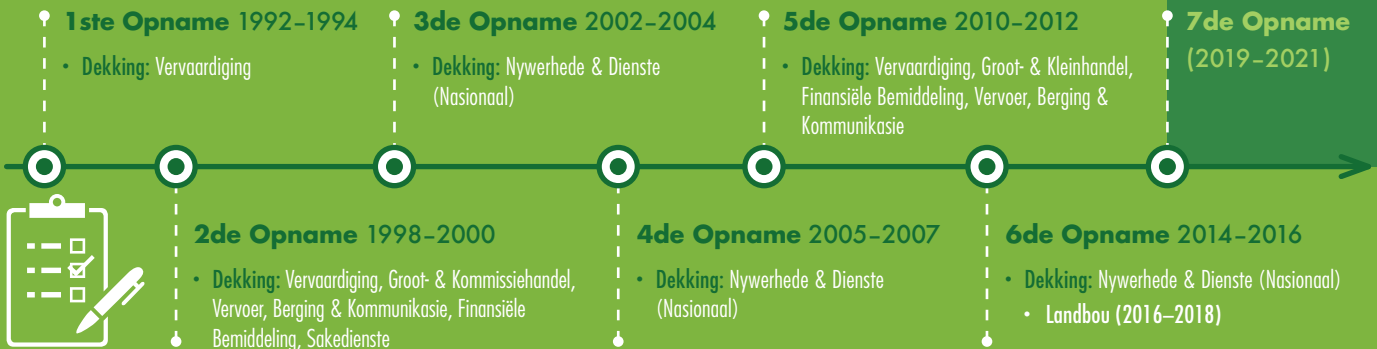 1ste Opname 1992–1994
• Dekking: Vervaardiging
3de Opname 2002–2004
• Dekking: Nywerhede & Dienste
(Nasionaal)
5de Opname 2010–2012
• Dekking: Vervaardiging, Groot- & Kleinhandel,
Finansiële Bemiddeling, Vervoer, Berging &
Kommunikasie
7de Opname
(2019–2021)
2de Opname 1998–2000
• Dekking: Vervaardiging, Groot- & Kommissiehandel,
Vervoer, Berging & Kommunikasie, Finansiële
Bemiddeling, Sakedienste
4de Opname 2005–2007
• Dekking: Nywerhede & Dienste
(Nasionaal)
6de Opname 2014–2016
• Dekking: Nywerhede & Dienste (Nasionaal)
• Landbou (2016–2018)